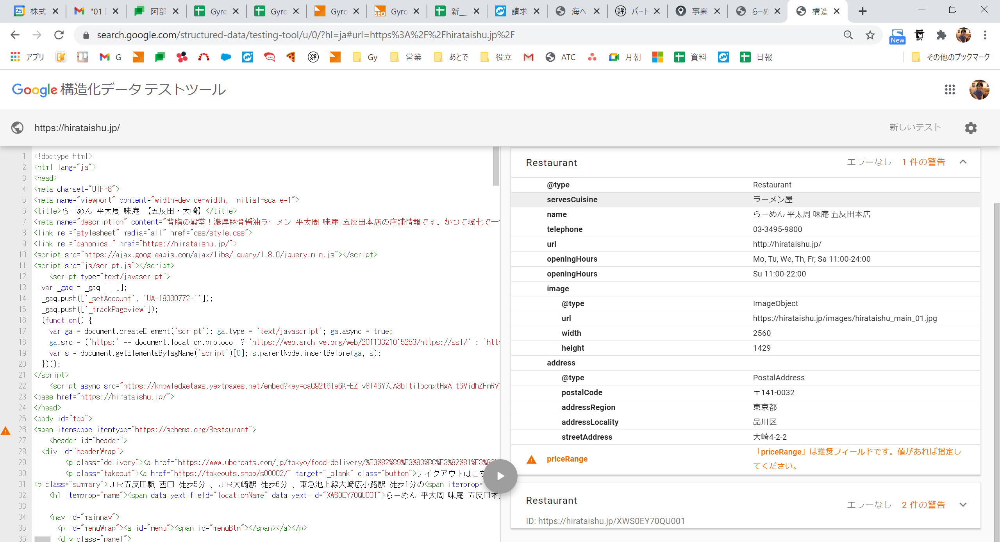 株式
"01
阿部
Gyro
Gyro
Gyro
SEO Gyro
新__
請求
海へ
パート
事業
らーめ
構造
search.google.com/structured-data/testing-tool/u/0/?hl=ja#url=https%3A%2F%2Fhirataishu.jp%2F
New
アプリ
G
Gy
営業
あとで
役立
ATC
月朝
資料
日報
その他のブックマーク
Google 構造化データ テストツール
https://hirataishu.jp/
新しいテスト
1 <!doctype html>
2 <html lang="ja">
3 <head>
4 <meta charset="UTF-8">
5 <meta name="viewport" content="width=device-width, initial-scale=1">
6 <title>らーめん 平太周 味庵 【五反田・大崎】</title>
7 <meta name="description" content="背脂の殿堂！濃厚豚骨醤油ラーメン 平太周 味庵 五反田本店の店舗情報です。かつて環七で一
8 <link rel="stylesheet" media="all" href="css/style.css">
9 <link rel="canonical" href="https://hirataishu.jp/">
10 <script src="https://ajax.googleapis.com/ajax/libs/jquery/1.8.0/jquery.min.js"></script>
11 <script src="js/script.js"></script>
12 <script type="text/javascript">
13 var _gaq = _gaq || [];
14 _gaq.push(['_setAccount', 'UA-18030772-1']);
15 _gaq.push(['_trackPageview']);
16 (function() {
17 var ga = document.createElement('script'); ga.type = 'text/javascript'; ga.async = true;
18 ga.src = ('https:' == document.location.protocol ? 'https://web.archive.org/web/20110321015253/https://ssl/' : 'http
19 var s = document.getElementsByTagName('script')[0]; s.parentNode.insertBefore(ga, s);
20 })();
21 </script>
22 <script async src="https://knowledgetags.yextpages.net/embed?key=caG92t6Ie6K-EZlv8T46Y7JA3bltiIbcqxtHgA_t6MjdhZFmRV
23 <base href="https://hirataishu.jp/">
24 </head>
25 <body id="top">
26 <span itemscope itemtype="https://schema.org/Restaurant">
27 <header id="header">
28 <div id="headerWrap">
29 <p class="delivery"><a href="https://www.ubereats.com/jp/tokyo/food-delivery/%E3%82%89%E3%83%BC%E3%82%81%E3%82%
30 <p class="takeout"><a href="https://takeouts.shop/s00002/" target="_blank" class="button">テイクアウトはこち
31 <p class="summary">ＪＲ五反田駅 西口 徒歩5分 、ＪＲ大崎駅 徒歩6分 、東急池上線大崎広小路駅 徒歩1分の<span itemprop=
32 <h1 itemprop="name"><span data-yext-field="locationName" data-yext-id="XWS0EY70QU001">らーめん 平太周 味庵 五反田本
33
34 <nav id="mainnav">
35 <p id="menuWrap"><a id="menu"><span id="menuBtn"></span></a></p>
36 <div class="panel">
Restaurant エラーなし 1 件の警告
@type Restaurant
servesCuisine ラーメン屋
name らーめん 平太周 味庵 五反田本店
telephone 03-3495-9800
url http://hirataishu.jp/
openingHours Mo, Tu, We, Th, Fr, Sa 11:00-24:00
openingHours Su 11:00-22:00
image
@type ImageObject
url https://hirataishu.jp/images/hirataishu_main_01.jpg
width 2560
height 1429
address
@type PostalAddress
postalCode 〒141-0032
addressRegion 東京都
addressLocality 品川区
streetAddress 大崎4-2-2
priceRange 「priceRange」は推奨フィールドです。値があれば指定し
てください。
Restaurant エラーなし 2 件の警告
ID: https://hirataishu.jp/XWS0EY70QU001